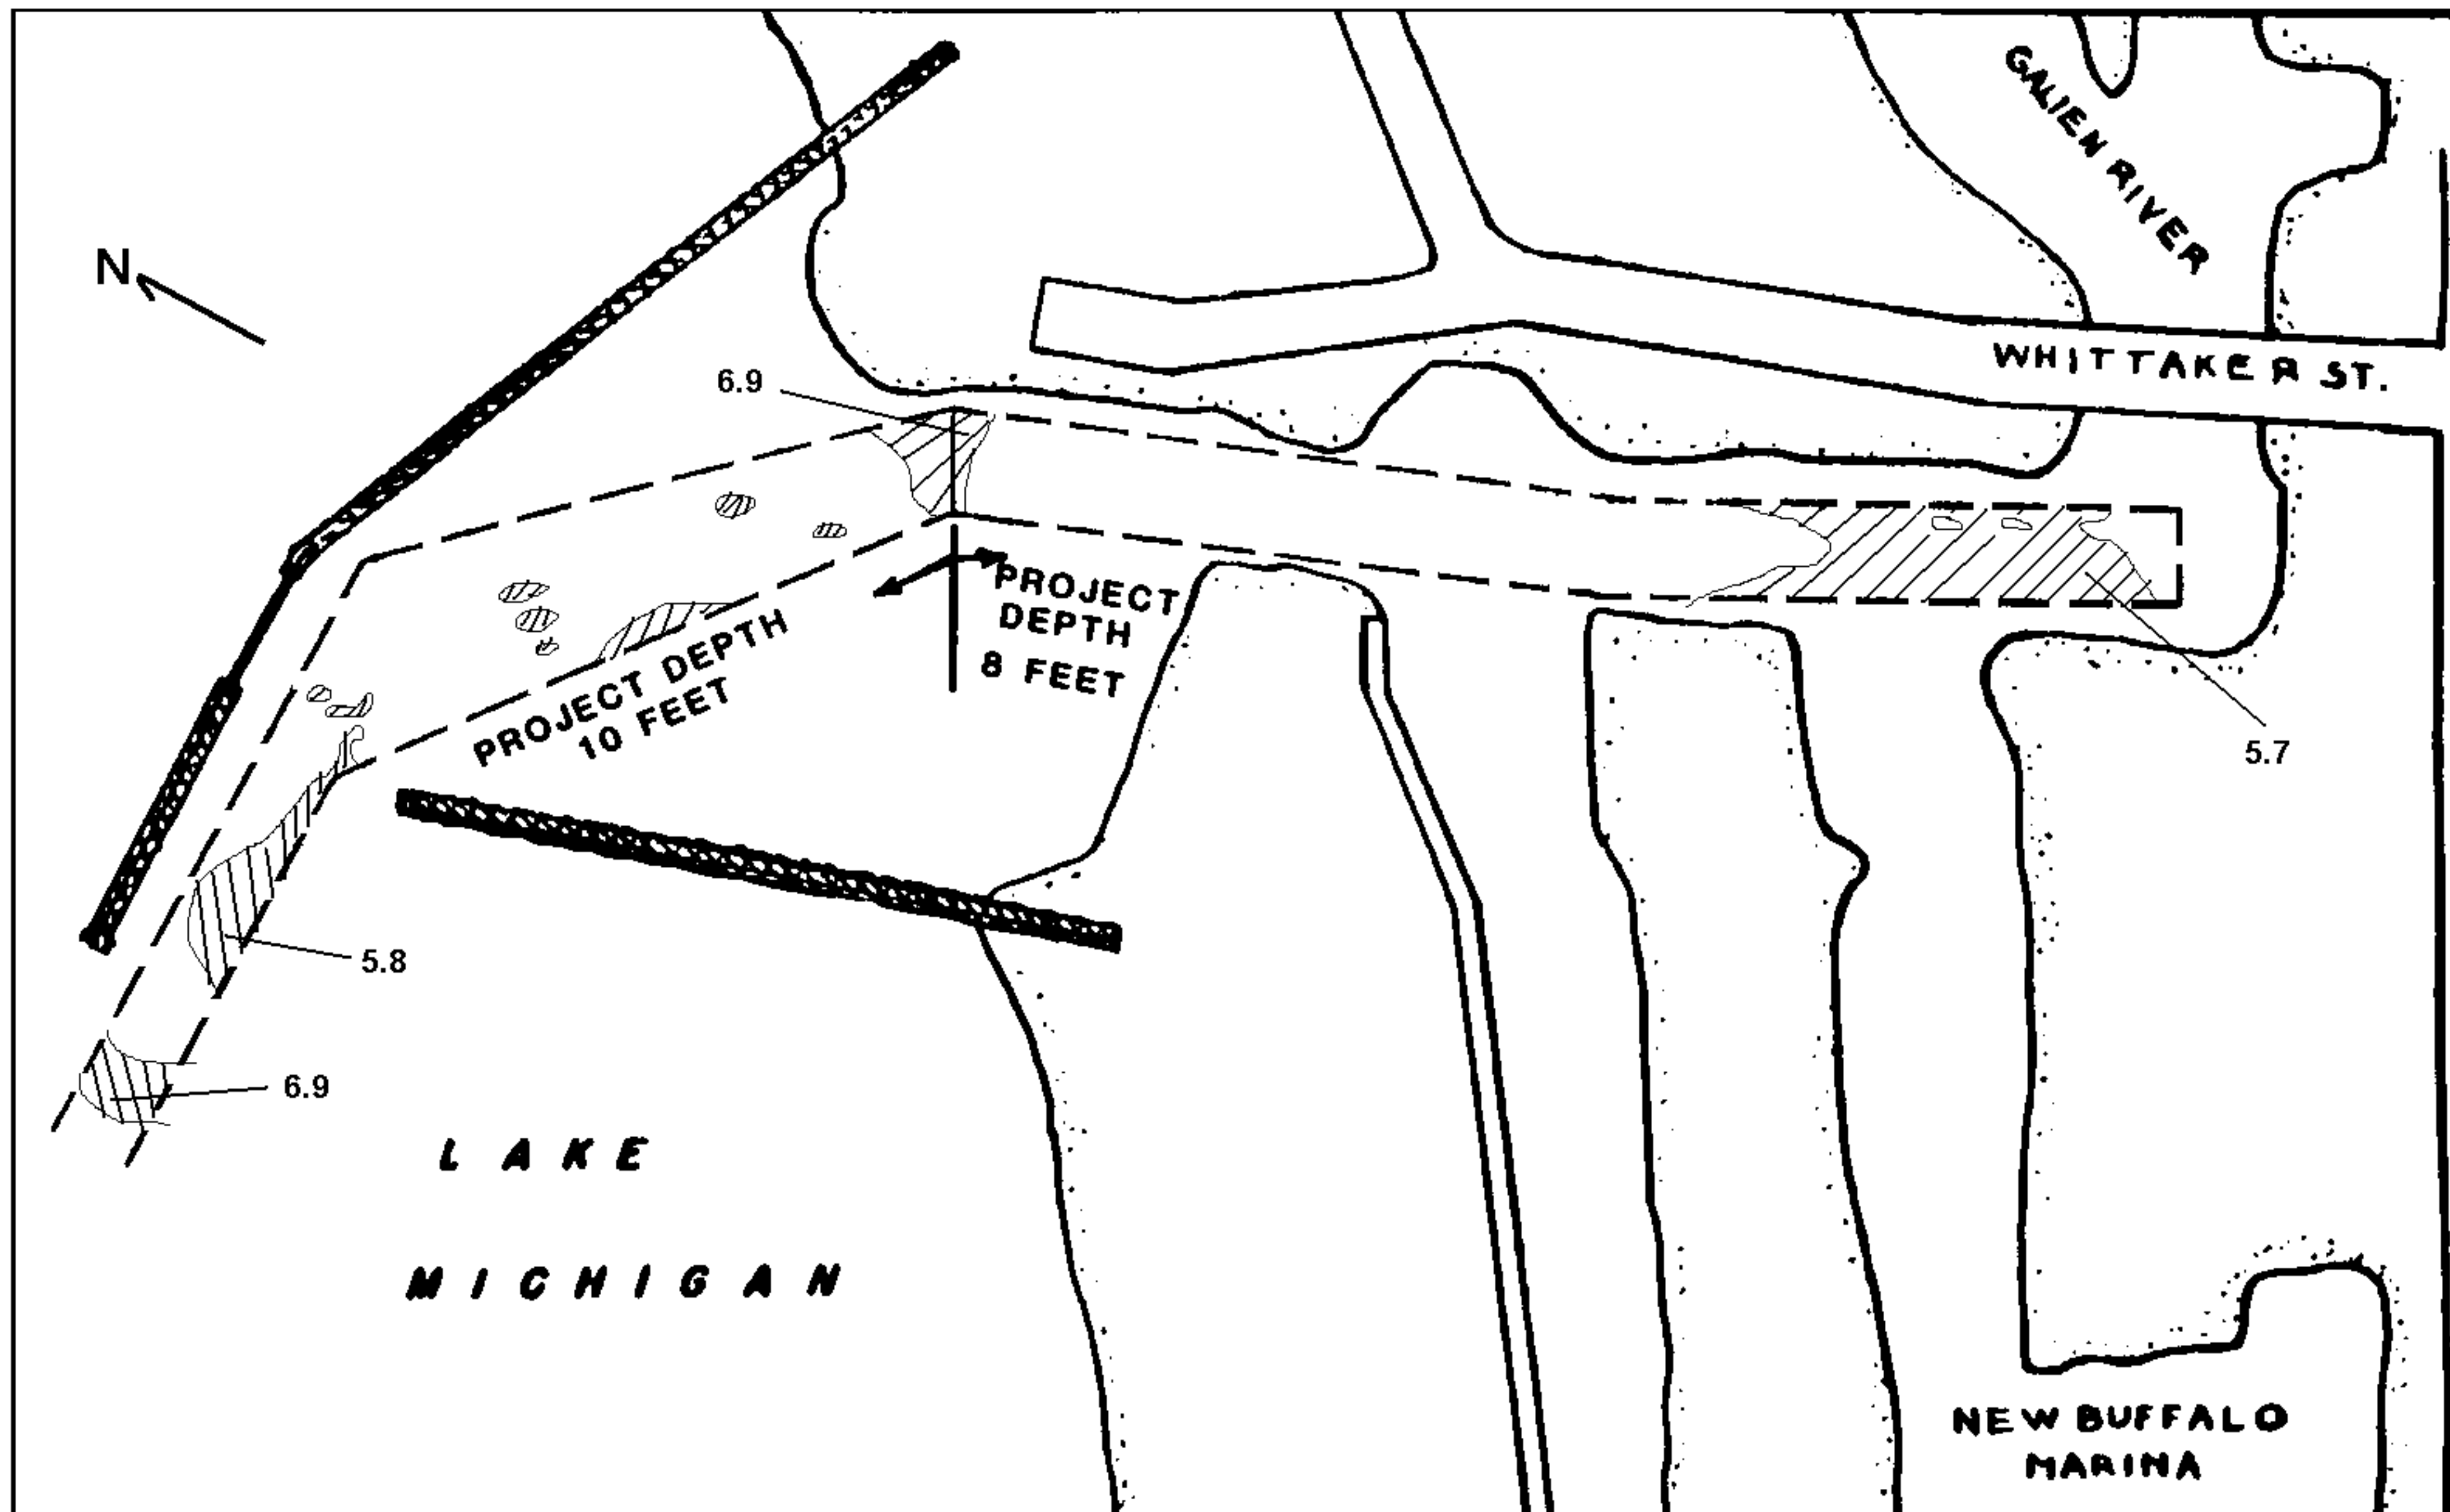 GALIEN RIVER
N
WHITTAKER ST.
6.9
PROJECT
DEPTH
8 FEET
PROJECT DEPTH
10 FEET
5.7
5.8
6.9
LAKE
MICHIGAN
NEW BUFFALO
MARINA